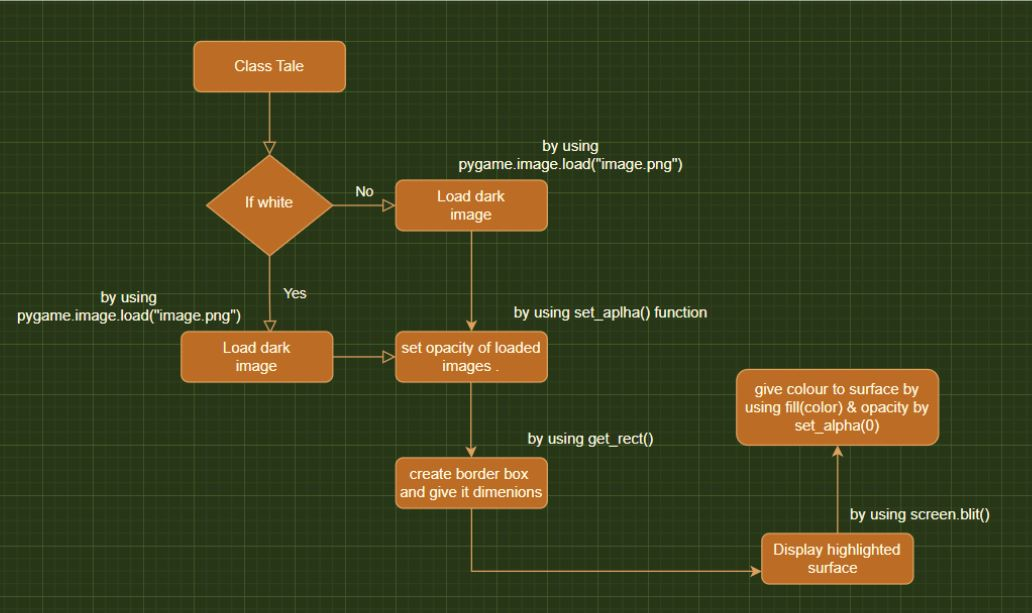 Class Tale
by using
pygame.image.load("image.png")
If white
No
Load dark
image
Yes
by using
pygame.image.load("image.png")
by using set_aplha() function
Load dark
image
set opacity of loaded
images .
give colour to surface by
using fill(color) & opacity by
set_alpha(0)
by using get_rect()
create border box
and give it dimenions
by using screen.blit()
Display highlighted
surface